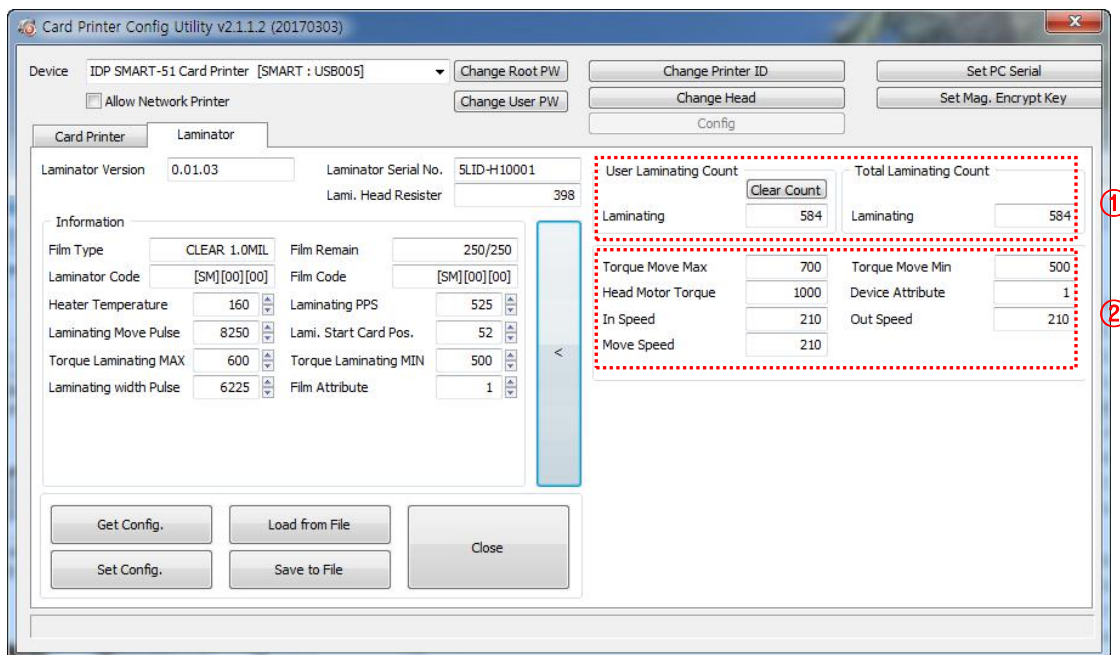 Card Printer Config Utility v2.1.1.2 (20170303)
Device IDP SMART-51 Card Printer [SMART : USB005] Change Root PW Change Printer ID Set PC Serial
Allow Network Printer Change User PW Change Head Set Mag. Encrypt Key
Config
Card Printer Laminator
Laminator Version 0.01.03 Laminator Serial No. 5LID-H10001
Lami. Head Resister 398
Information
Film Type CLEAR 1.0MIL Film Remain 250/250
Laminator Code [SM][00][00] Film Code [SM][00][00]
Heater Temperature 160 Laminating PPS 525
Laminating Move Pulse 8250 Lami. Start Card Pos. 52
Torque Laminating MAX 600 Torque Laminating MIN 500
Laminating width Pulse 6225 Film Attribute 1
<
Get Config. Load from File Close
Set Config. Save to File
User Laminating Count Total Laminating Count
Clear Count
Laminating 584 Laminating 584
①
Torque Move Max 700 Torque Move Min 500
Head Motor Torque 1000 Device Attribute 1
In Speed 210 Out Speed 210
Move Speed 210
②